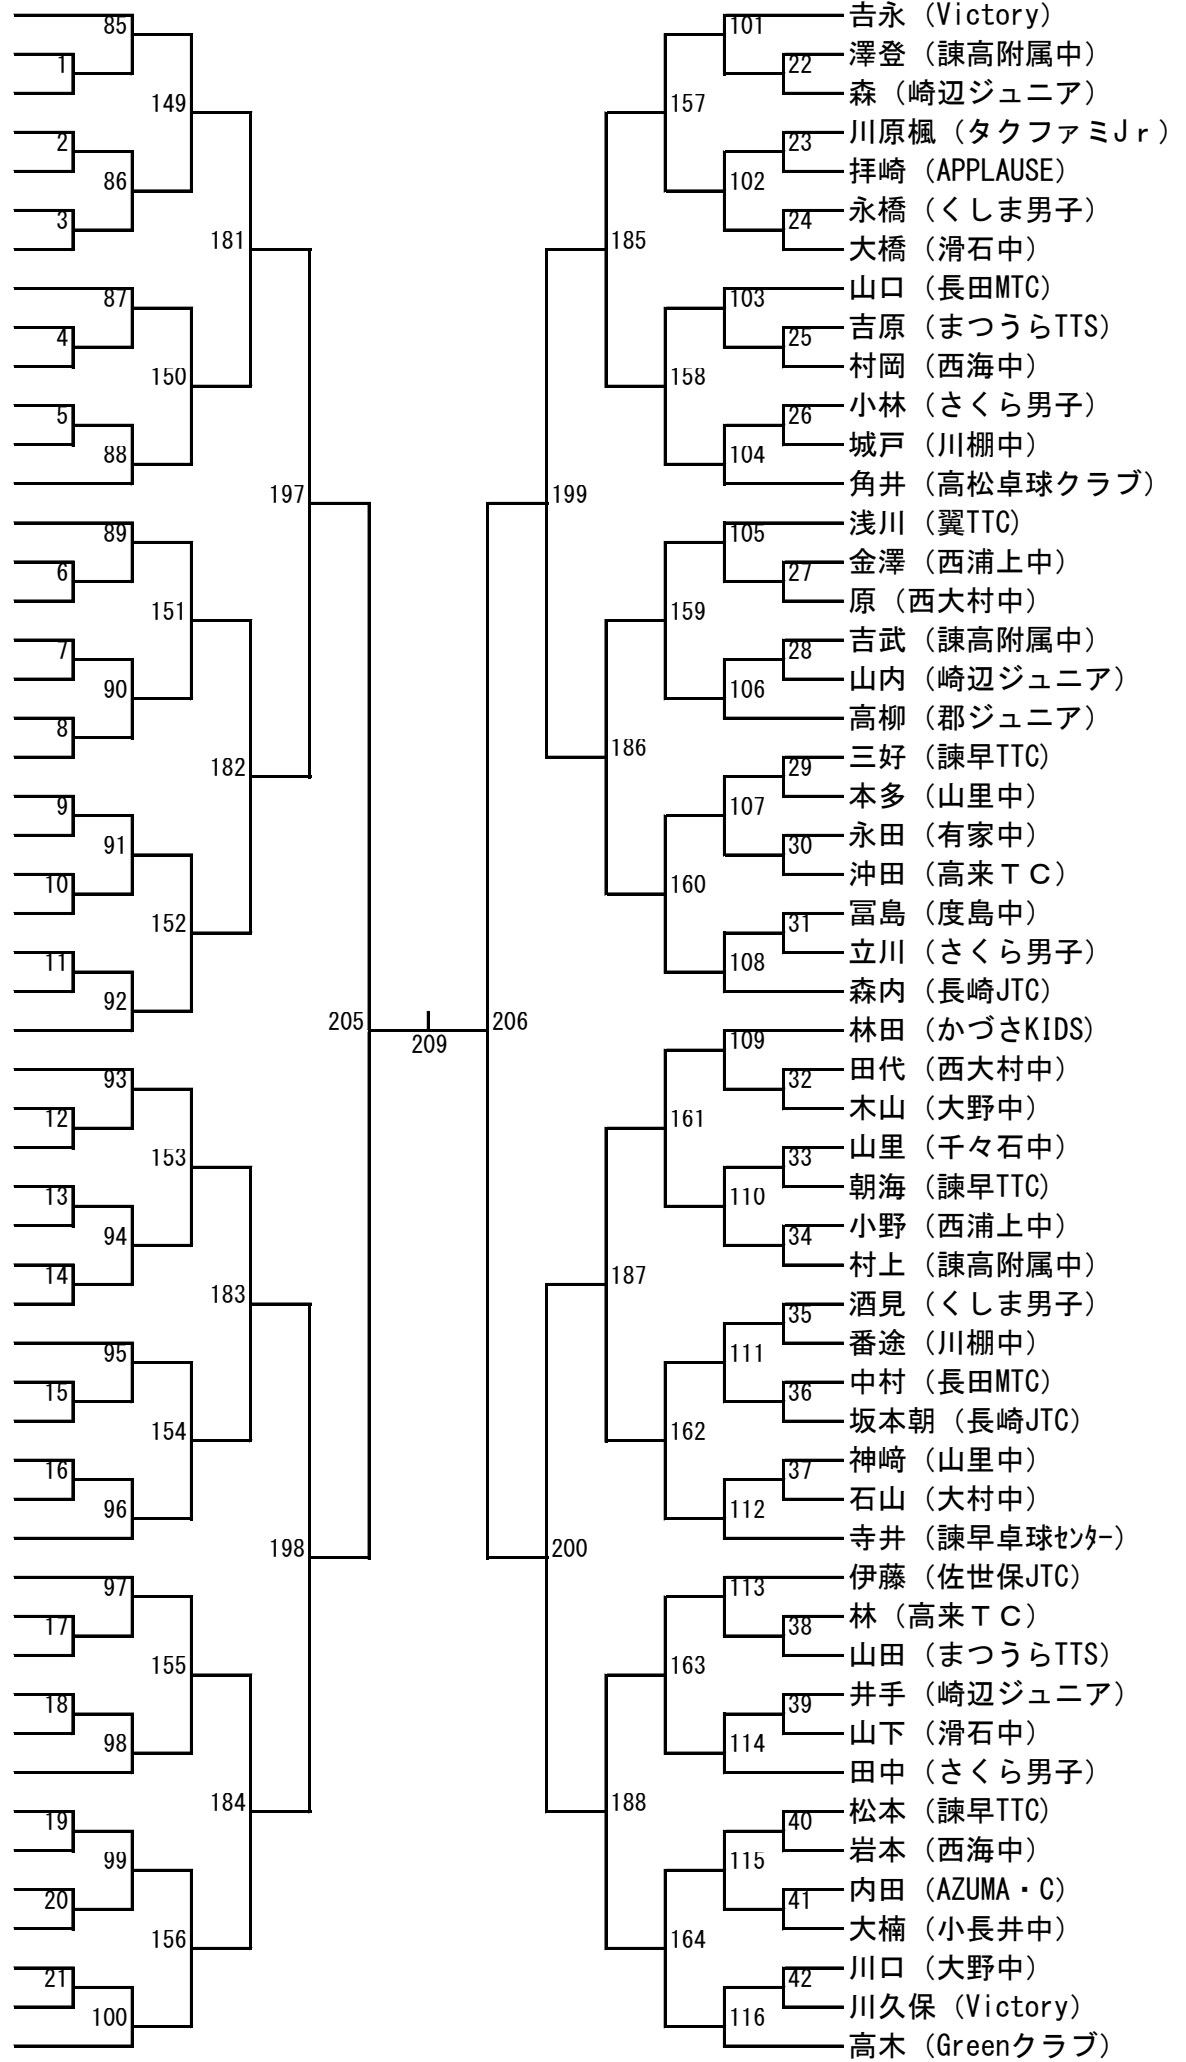 85
1
149
2
86
3
181
87
4
150
5
88
197
89
6
151
7
90
8
182
9
91
10
152
11
92
205
209
93
12
153
13
94
14
183
95
15
154
16
96
198
97
17
155
18
98
184
19
99
20
156
21
100
206
199
200
185
186
187
188
157
158
159
160
161
162
163
164
101
22
102
23
24
103
25
26
104
105
27
28
106
29
107
30
31
108
109
32
33
110
34
35
111
36
37
112
113
38
39
114
40
115
41
42
116
吉永（Victory）
澤登（諫高附属中）
森（崎辺ジュニア）
川原楓（タクファミJｒ）
拝崎（APPLAUSE）
永橋（くしま男子）
大橋（滑石中）
山口（長田MTC）
吉原（まつうらTTS）
村岡（西海中）
小林（さくら男子）
城戸（川棚中）
角井（高松卓球クラブ）
浅川（翼TTC）
金澤（西浦上中）
原（西大村中）
吉武（諫高附属中）
山内（崎辺ジュニア）
高柳（郡ジュニア）
三好（諫早TTC）
本多（山里中）
永田（有家中）
沖田（高来ＴＣ）
冨島（度島中）
立川（さくら男子）
森内（長崎JTC）
林田（かづさKIDS）
田代（西大村中）
木山（大野中）
山里（千々石中）
朝海（諫早TTC）
小野（西浦上中）
村上（諫高附属中）
酒見（くしま男子）
番途（川棚中）
中村（長田MTC）
坂本朝（長崎JTC）
神﨑（山里中）
石山（大村中）
寺井（諫早卓球ｾﾝﾀｰ）
伊藤（佐世保JTC）
林（高来ＴＣ）
山田（まつうらTTS）
井手（崎辺ジュニア）
山下（滑石中）
田中（さくら男子）
松本（諫早TTC）
岩本（西海中）
内田（AZUMA・C）
大楠（小長井中）
川口（大野中）
川久保（Victory）
高木（Greenクラブ）